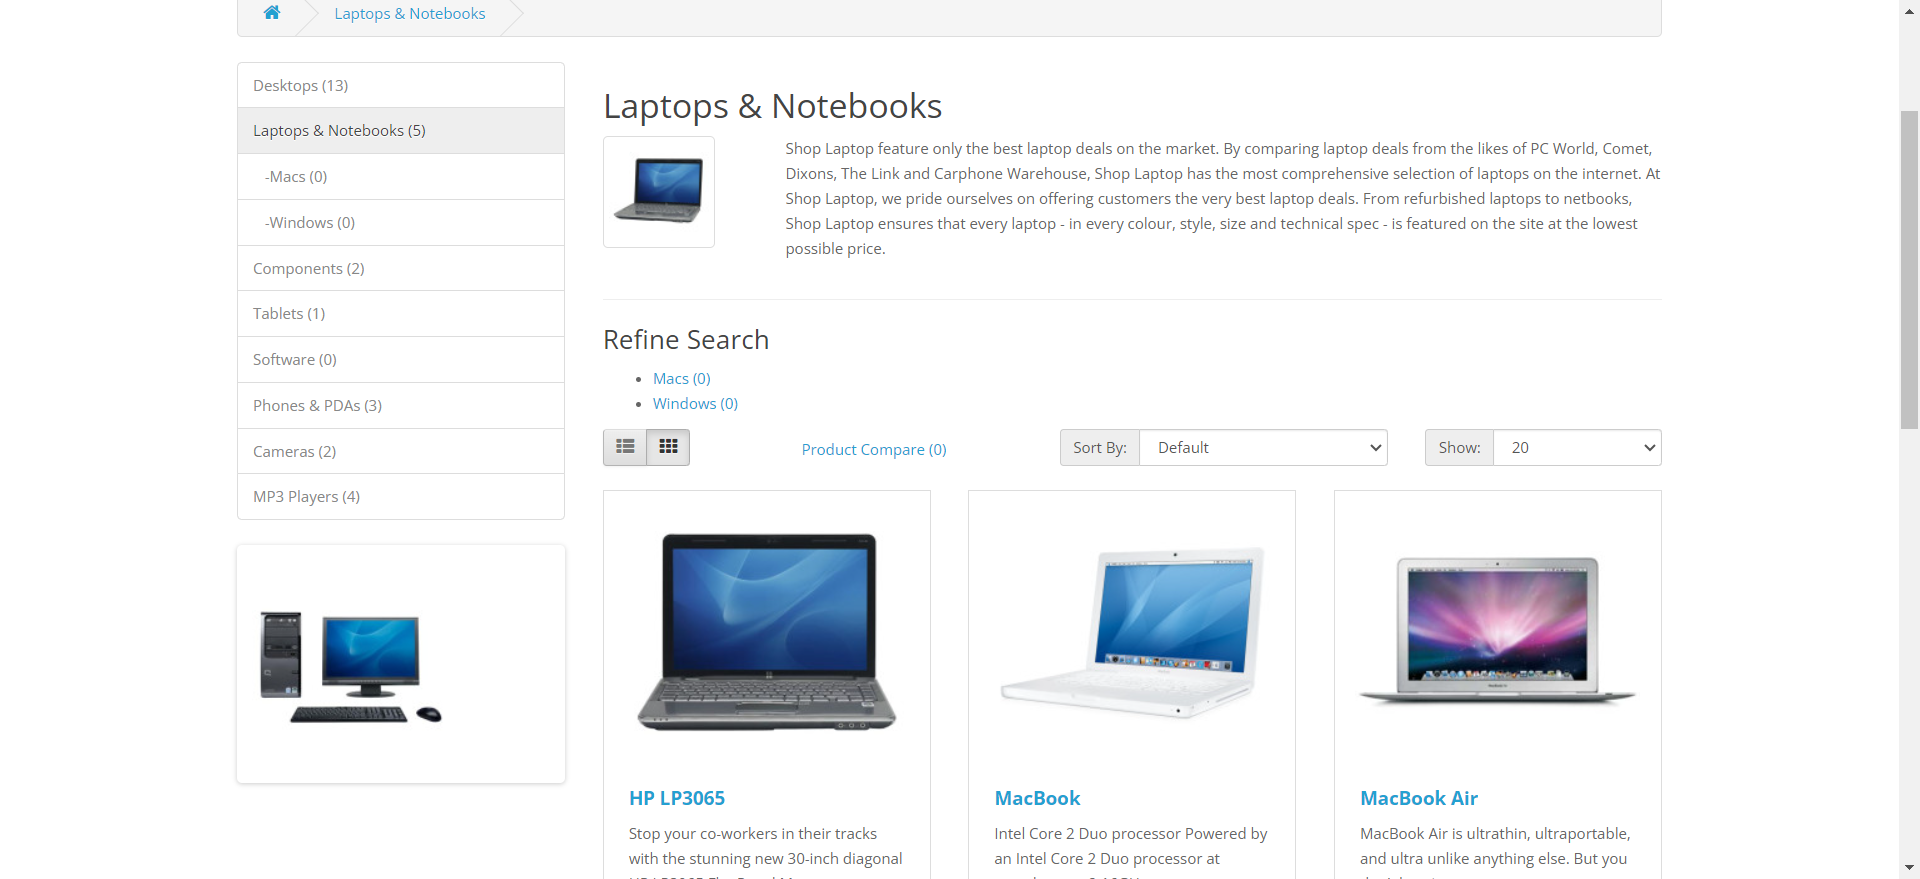 Laptops & Notebooks
Desktops (13)
Laptops & Notebooks (5)
-Macs (0)
-Windows (0)
Components (2)
Tablets (1)
Software (0)
Phones & PDAs (3)
Cameras (2)
MP3 Players (4)
Laptops & Notebooks
Shop Laptop feature only the best laptop deals on the market. By comparing laptop deals from the likes of PC World, Comet,
Dixons, The Link and Carphone Warehouse, Shop Laptop has the most comprehensive selection of laptops on the internet. At
Shop Laptop, we pride ourselves on offering customers the very best laptop deals. From refurbished laptops to netbooks,
Shop Laptop ensures that every laptop - in every colour, style, size and technical spec - is featured on the site at the lowest
possible price.
Refine Search
Macs (0)
Windows (0)
Product Compare (0)
Sort By:
Default
Show:
20
HP LP3065
Stop your co-workers in their tracks
with the stunning new 30-inch diagonal
MacBook
Intel Core 2 Duo processor Powered by
an Intel Core 2 Duo processor at
MacBook Air
MacBook Air is ultrathin, ultraportable,
and ultra unlike anything else. But you